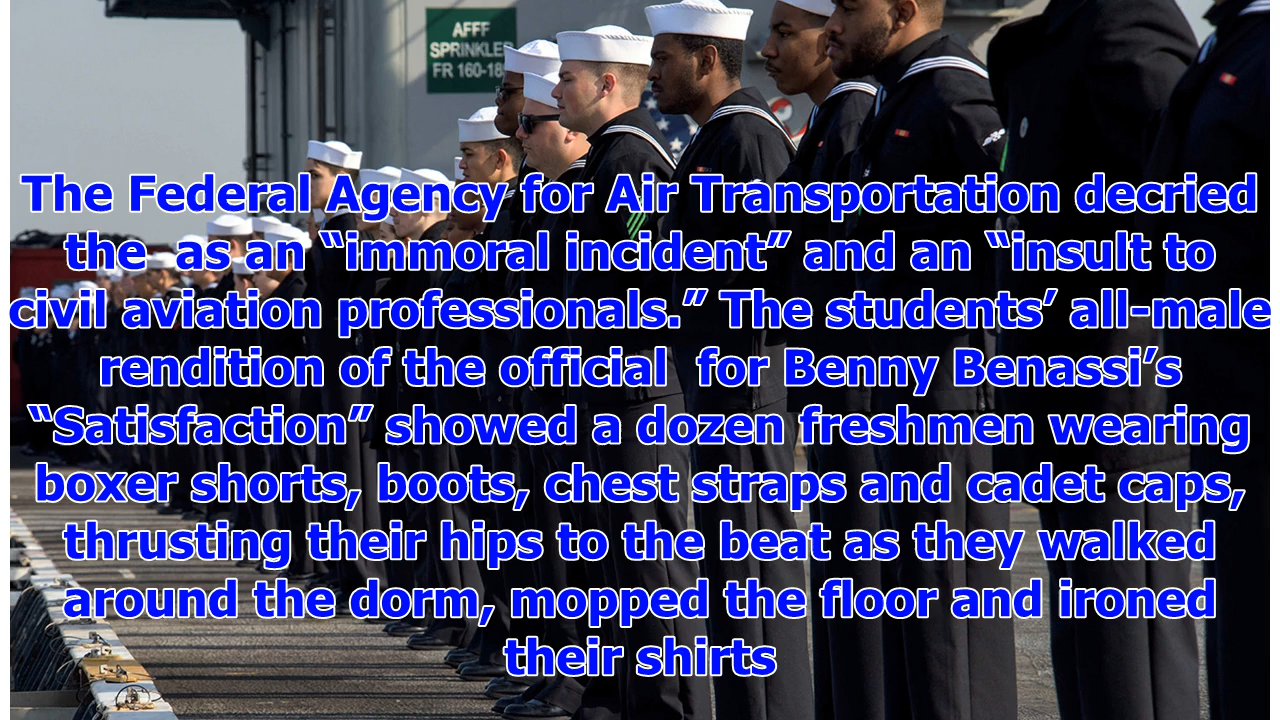 AFFF
SPRINKLE
FR 160-18
The Federal Agency for Air Transportation decried
the  as an “immoral incident” and an “insult to
civil aviation professionals.” The students’ all-male
rendition of the official  for Benny Benassi’s
“Satisfaction” showed a dozen freshmen wearing
boxer shorts, boots, chest straps and cadet caps,
thrusting their hips to the beat as they walked
around the dorm, mopped the floor and ironed
their shirts